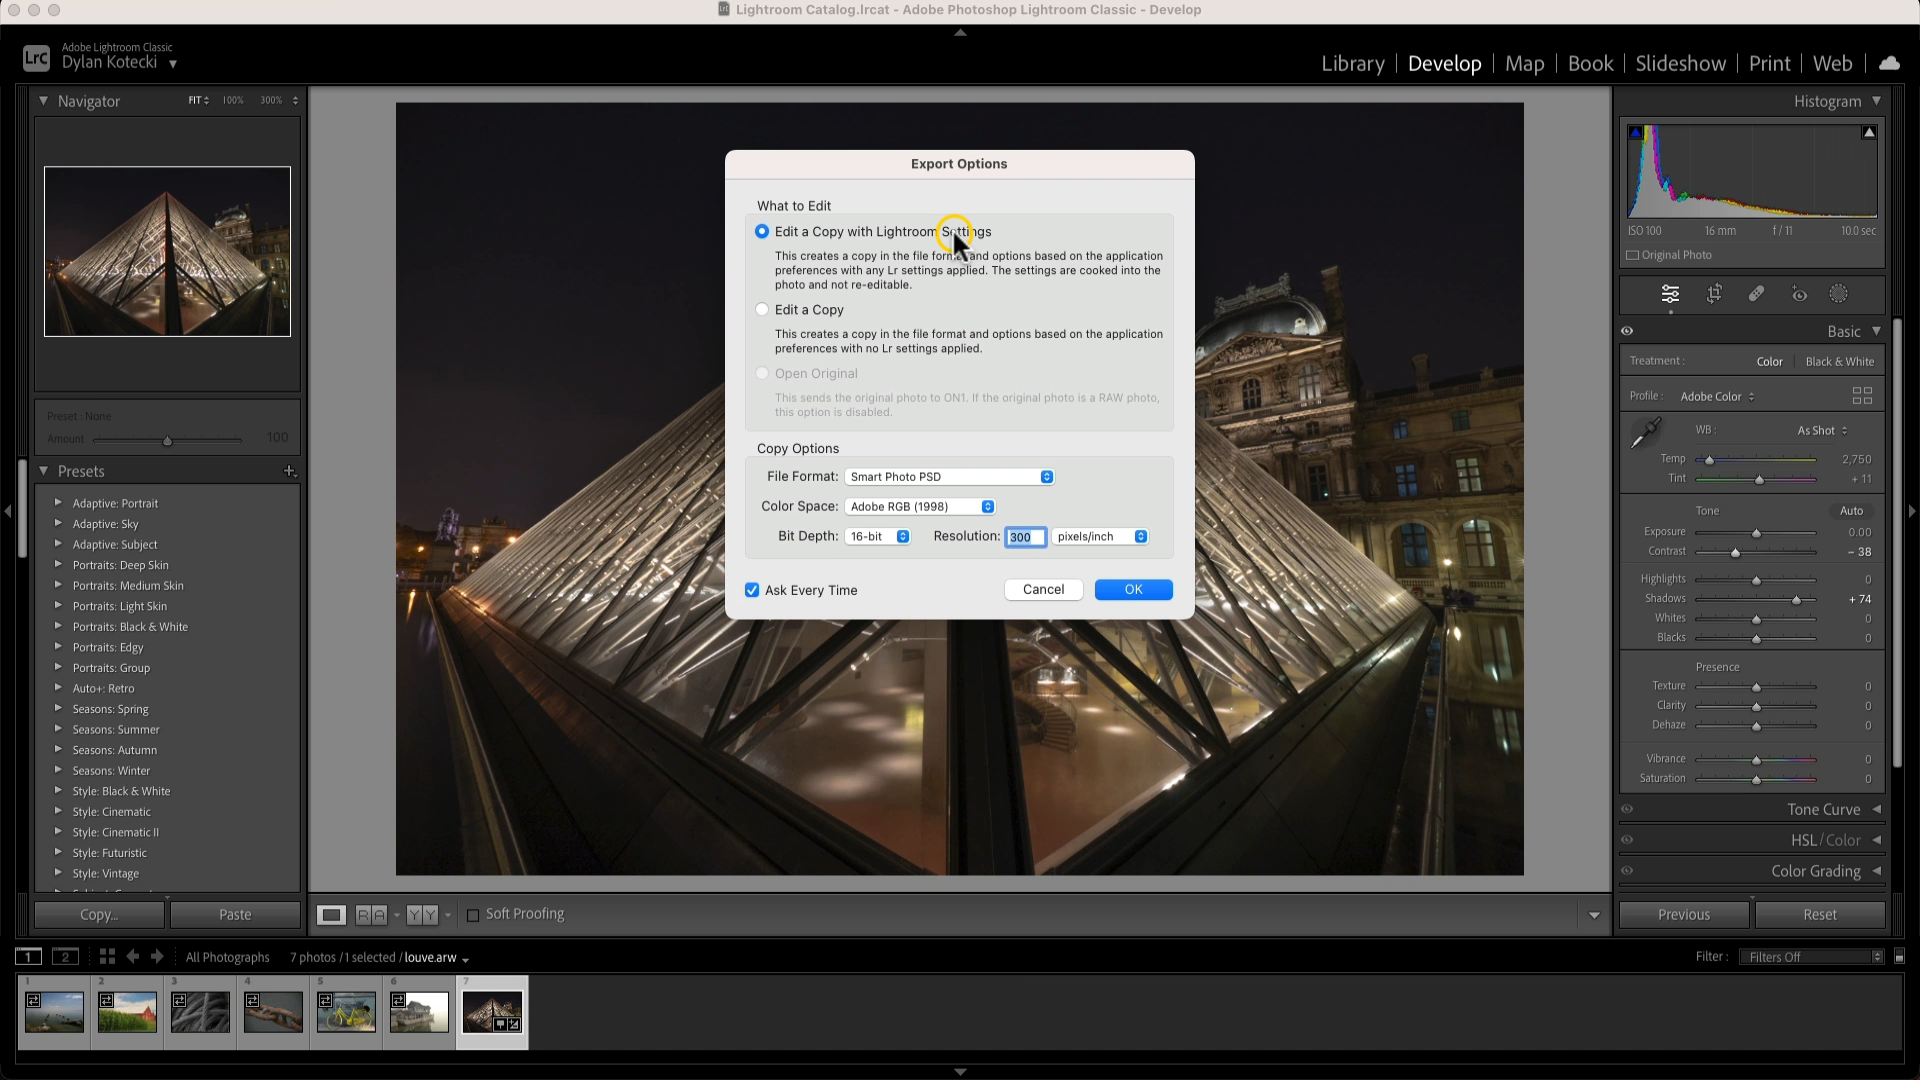 Lightroom Catalog.lrcat - Adobe Photoshop Lightroom Classic - Develop
LrC
Adobe Lightroom Classic
Dylan Kotecki
Library | Develop | Map | Book | Slideshow | Print | Web
Navigator FIT 100% 300%
Histogram
ISO 100 16 mm f / 11 10.0 sec
Original Photo
Export Options
What to Edit
Edit a Copy with Lightroom Settings
This creates a copy in the file format and options based on the application
preferences with any Lr settings applied. The settings are cooked into the
photo and not re-editable.
Edit a Copy
This creates a copy in the file format and options based on the application
preferences with no Lr settings applied.
Open Original
This sends the original photo to ON1. If the original photo is a RAW photo,
this option is disabled.
Copy Options
File Format: Smart Photo PSD
Color Space: Adobe RGB (1998)
Bit Depth: 16-bit Resolution: 300 pixels/inch
Ask Every Time Cancel OK
Preset : None
Amount 100
Presets
Adaptive: Portrait
Adaptive: Sky
Adaptive: Subject
Portraits: Deep Skin
Portraits: Medium Skin
Portraits: Light Skin
Portraits: Black & White
Portraits: Edgy
Portraits: Group
Auto+: Retro
Seasons: Spring
Seasons: Summer
Seasons: Autumn
Seasons: Winter
Style: Black & White
Style: Cinematic
Style: Cinematic II
Style: Futuristic
Style: Vintage
Basic
Treatment : Color | Black & White
Profile : Adobe Color
WB : As Shot
Temp 2,750
Tint + 11
Tone Auto
Exposure 0.00
Contrast – 38
Highlights 0
Shadows + 74
Whites 0
Blacks 0
Presence
Texture 0
Clarity 0
Dehaze 0
Vibrance 0
Saturation 0
Tone Curve
HSL / Color
Color Grading
Copy... Paste
R A Y Y Soft Proofing
Previous Reset
1 2 All Photographs 7 photos / 1 selected / louve.arw
Filter : Filters Off
1 2 3 4 5 6 7